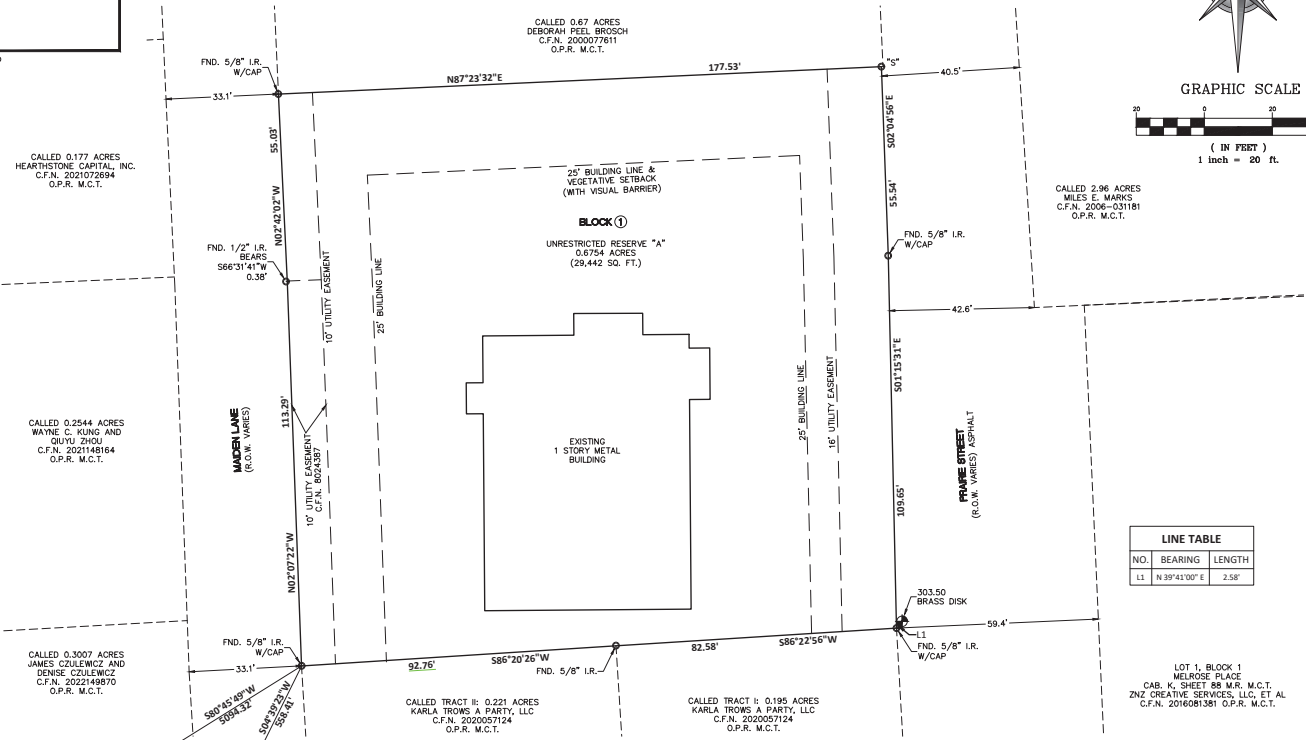 CALLED 0.67 ACRES
DEBORAH PEEL BROSCH
C.F.N. 2000077611
O.P.R. M.C.T.
FND. 5/8" I.R.
W/CAP
N87°23'32"E
177.53'
"S"
40.5'
33.1'
GRAPHIC SCALE
20
0
20
( IN FEET )
1 inch = 20 ft.
55.03'
S02°04'56"E
CALLED 0.177 ACRES
HEARTHSTONE CAPITAL, INC.
C.F.N. 2021072694
O.P.R. M.C.T.
25' BUILDING LINE &
VEGETATIVE SETBACK
(WITH VISUAL BARRIER)
55.54'
CALLED 2.96 ACRES
MILES E. MARKS
C.F.N. 2006-031181
O.P.R. M.C.T.
N02°42'02"W
BLOCK 1
UNRESTRICTED RESERVE "A"
0.6754 ACRES
(29,442 SQ. FT.)
FND. 5/8" I.R.
W/CAP
FND. 1/2" I.R.
BEARS
S66°31'41"W
0.38'
10' UTILITY EASEMENT
25' BUILDING LINE
42.6'
S01°15'31"E
25' BUILDING LINE
16' UTILITY EASEMENT
113.29'
MAIDEN LANE
(R.O.W. VARIES)
CALLED 0.2544 ACRES
WAYNE C. KUNG AND
QIUYU ZHOU
C.F.N. 2021148164
O.P.R. M.C.T.
10' UTILITY EASEMENT
C.F.N. 8024387
EXISTING
1 STORY METAL
BUILDING
PRAIRIE STREET
(R.O.W. VARIES) ASPHALT
109.65'
N02°07'22"W
LINE TABLE
NO. BEARING LENGTH
L1 N 39°41'00" E 2.58'
303.50
BRASS DISK
L1
59.4'
FND. 5/8" I.R.
W/CAP
FND. 5/8" I.R.
W/CAP
33.1'
92.76'
S86°20'26"W
FND. 5/8" I.R.
82.58'
S86°22'56"W
CALLED 0.3007 ACRES
JAMES CZULEWICZ AND
DENISE CZULEWICZ
C.F.N. 2022149870
O.P.R. M.C.T.
S80°45'49"W
5094.32'
S04°39'23"W
558.41'
CALLED TRACT II: 0.221 ACRES
KARLA TROWS A PARTY, LLC
C.F.N. 2020057124
O.P.R. M.C.T.
CALLED TRACT I: 0.195 ACRES
KARLA TROWS A PARTY, LLC
C.F.N. 2020057124
O.P.R. M.C.T.
LOT 1, BLOCK 1
MELROSE PLACE
CAB. K, SHEET 88 M.R. M.C.T.
ZNZ CREATIVE SERVICES, LLC, ET AL
C.F.N. 2016081381 O.P.R. M.C.T.